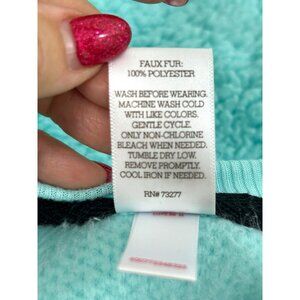 FAUX FUR:
100% POLYESTER
WASH BEFORE WEARING.
MACHINE WASH COLD
WITH LIKE COLORS.
GENTLE CYCLE.
ONLY NON-CHLORINE
BLEACH WHEN NEEDED.
TUMBLE DRY LOW.
REMOVE PROMPTLY.
COOL IRON IF NEEDED.
RN# 73277